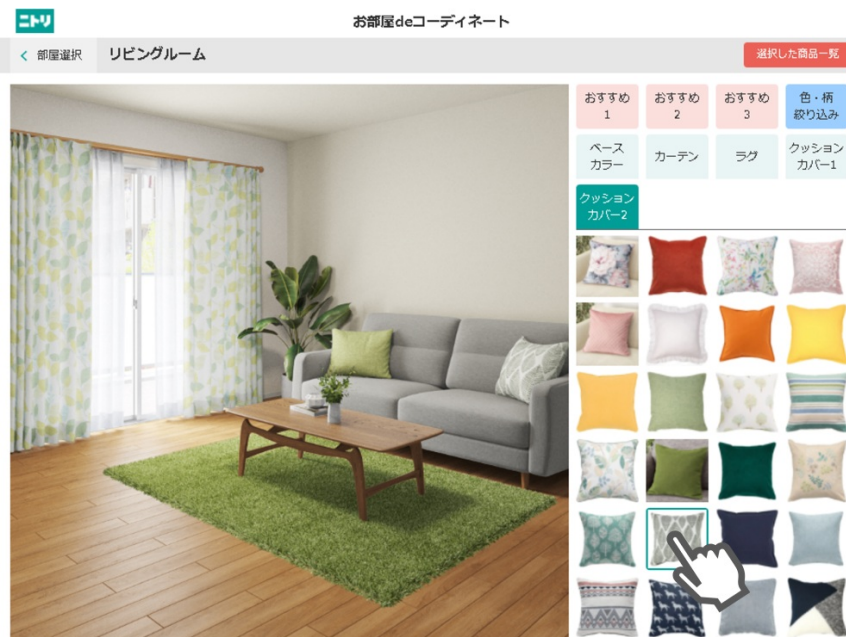 ニトリ
お部屋deコーディネート
部屋選択
リビングルーム
選択した商品一覧
おすすめ
1
おすすめ
2
おすすめ
3
色・柄
絞り込み
ベース
カラー
カーテン
ラグ
クッション
カバー1
クッション
カバー2